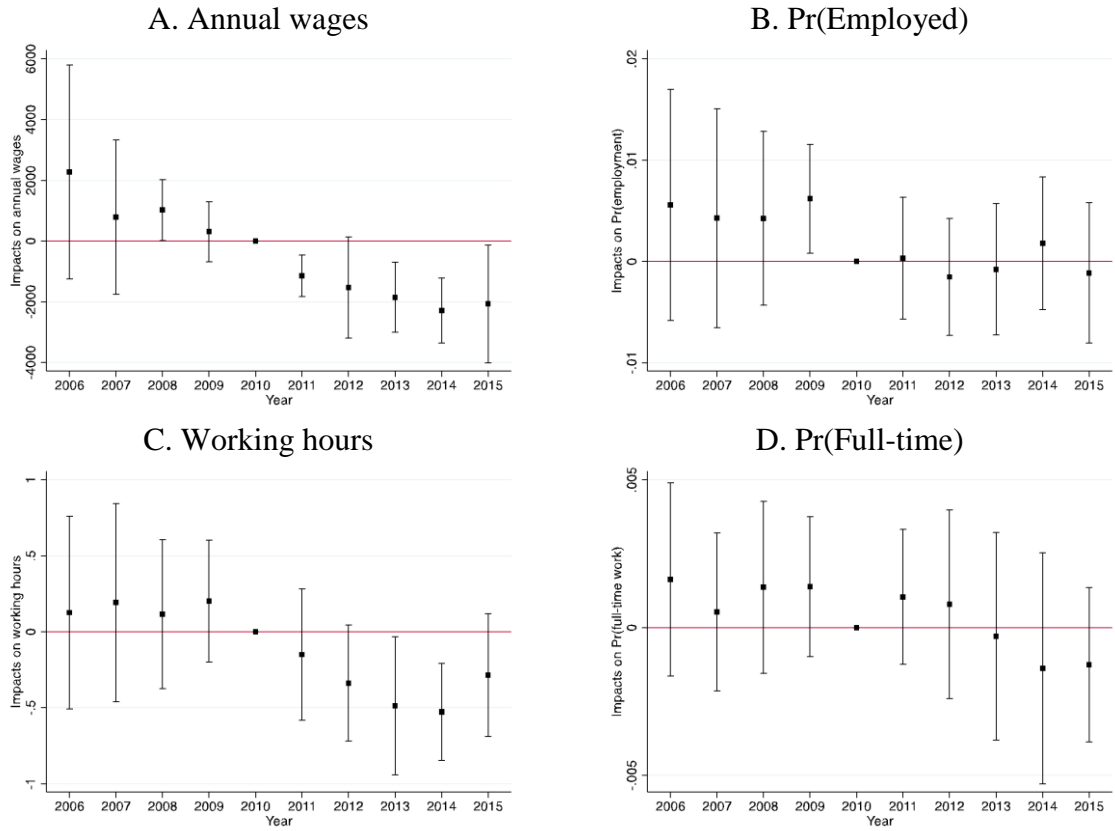 A. Annual wages
Impacts on annual wages
6000
4000
2000
0
-2000
-4000
2006 2007 2008 2009 2010 2011 2012 2013 2014 2015
Year
B. Pr(Employed)
Impacts on Pr(employment)
.02
.01
0
-.01
2006 2007 2008 2009 2010 2011 2012 2013 2014 2015
Year
C. Working hours
Impacts on working hours
1
.5
0
-.5
-1
2006 2007 2008 2009 2010 2011 2012 2013 2014 2015
Year
D. Pr(Full-time)
Impacts on Pr(full-time work)
.005
0
-.005
2006 2007 2008 2009 2010 2011 2012 2013 2014 2015
Year